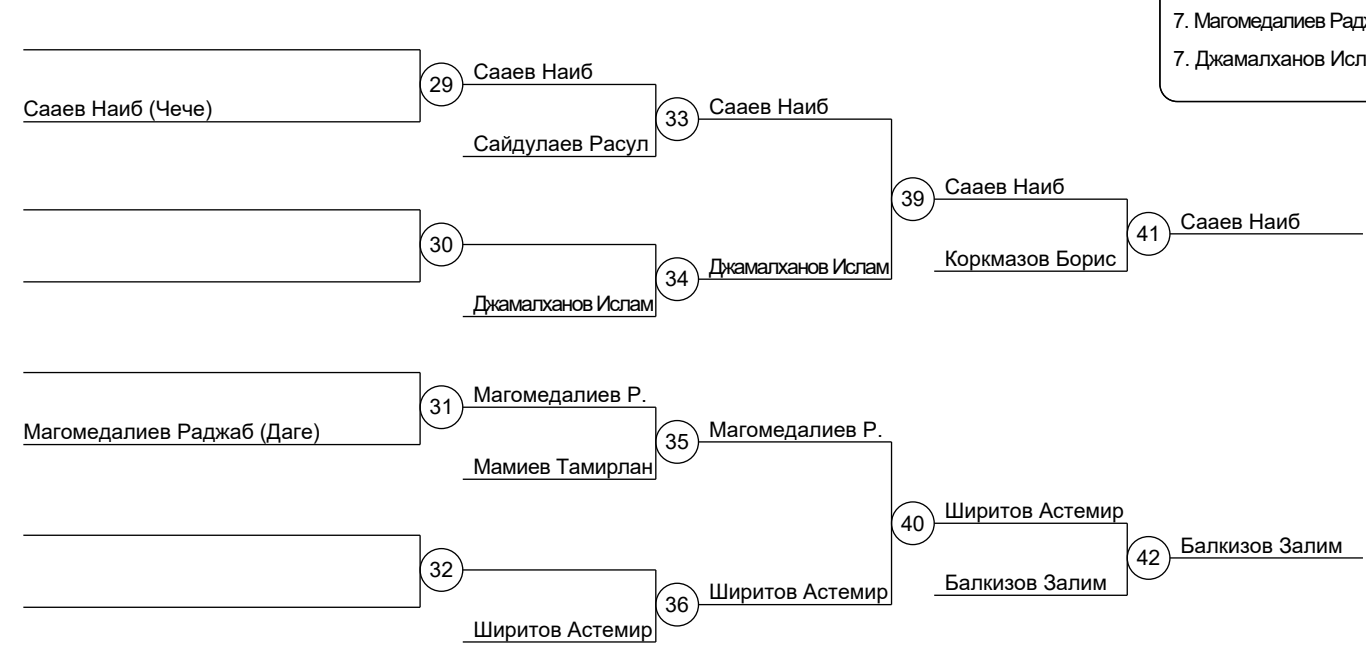 7. Магомедалиев Радж
7. Джамалханов Исл
29
Сааев Наиб
Сааев Наиб (Чече)
33
Сааев Наиб
Сайдулаев Расул
39
Сааев Наиб
30
41
Сааев Наиб
34
Джамалханов Ислам
Коркмазов Борис
Джамалханов Ислам
31
Магомедалиев Р.
Магомедалиев Раджаб (Даге)
35
Магомедалиев Р.
Мамиев Тамирлан
40
Ширитов Астемир
32
42
Балкизов Залим
36
Ширитов Астемир
Балкизов Залим
Ширитов Астемир